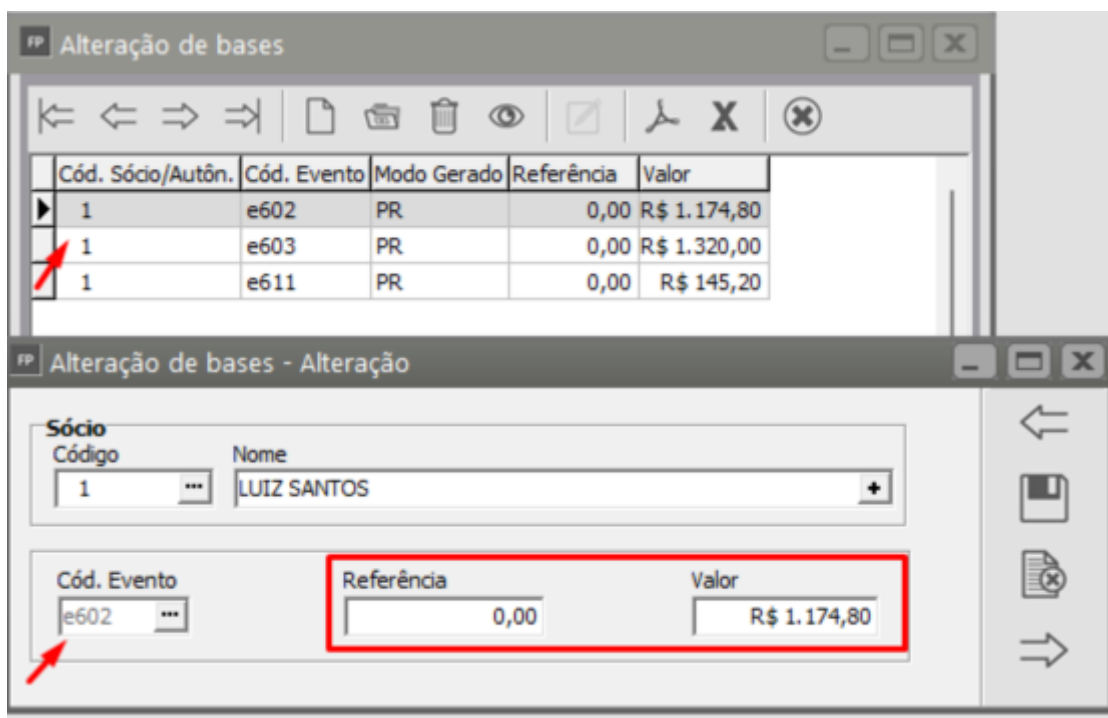 FP Alteração de bases
X
Cód. Sócio/Autôn. Cód. Evento Modo Gerado Referência Valor
1 e602 PR 0,00 R$ 1.174,80
1 e603 PR 0,00 R$ 1.320,00
1 e611 PR 0,00 R$ 145,20
FP Alteração de bases - Alteração
Sócio
Código Nome
1 ... LUIZ SANTOS +
Cód. Evento Referência Valor
e602 ... 0,00 R$ 1.174,80